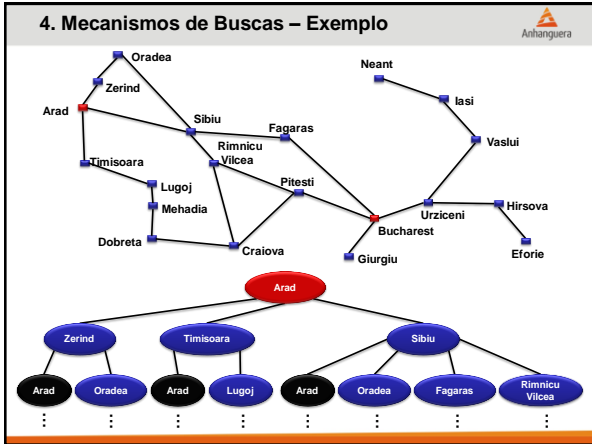 4. Mecanismos de Buscas – Exemplo
Anhanguera
Oradea
Neant
Zerind
Iasi
Arad
Sibiu
Fagaras
Vaslui
Rimnicu
Vilcea
Timisoara
Pitesti
Lugoj
Mehadia
Hirsova
Urziceni
Bucharest
Dobreta
Craiova
Giurgiu
Eforie
Arad
Zerind
Timisoara
Sibiu
Arad
Oradea
Arad
Lugoj
Arad
Oradea
Fagaras
Rimnicu
Vilcea